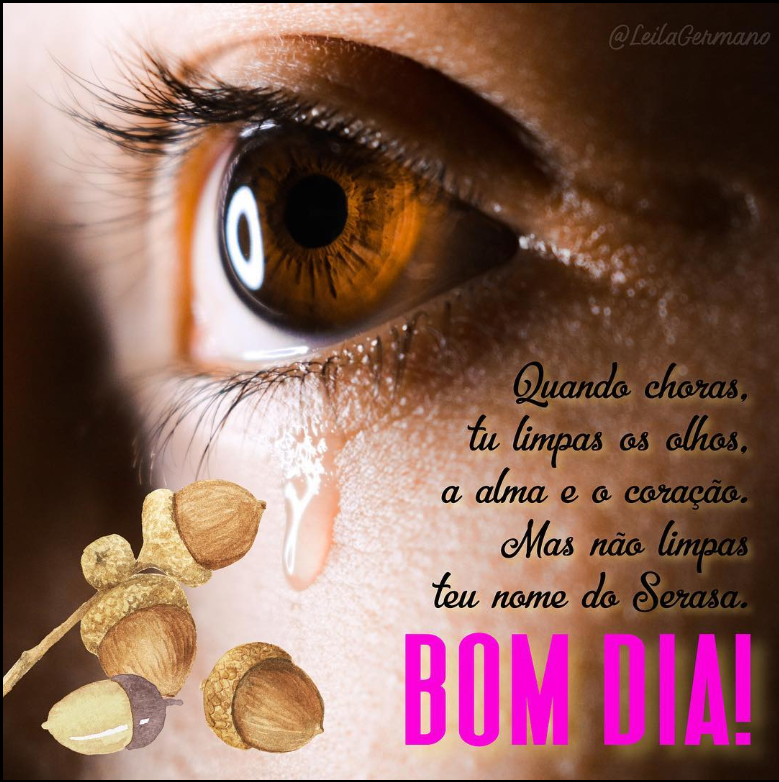 @LeilaGermano
Quando choras,
tu limpas os olhos,
a alma e o coração.
Mas não limpas
teu nome do Serasa.
BOM DIA!